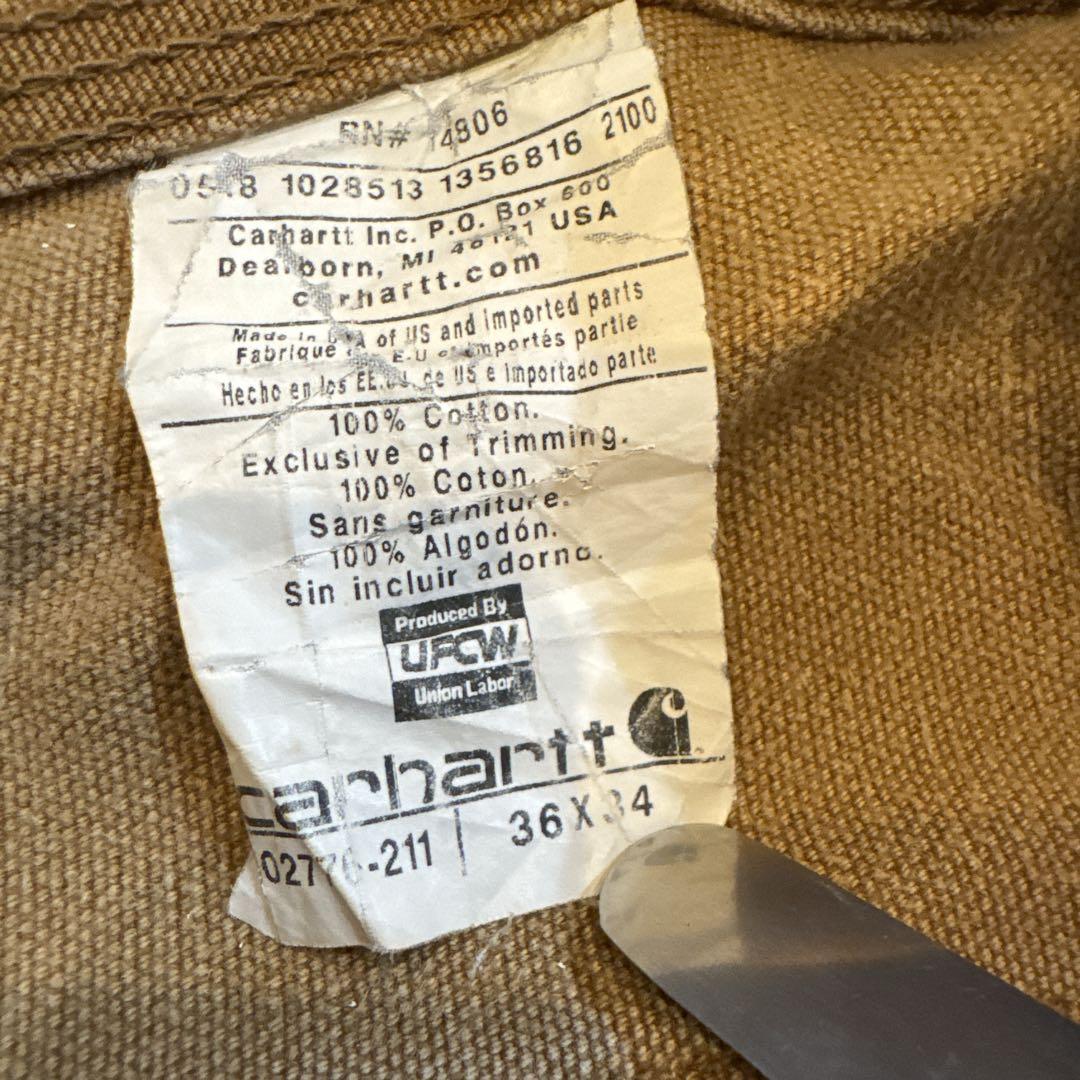 RN# 14806
0548 1028513 1356816 2100
Carhartt Inc. P.O. Box 600
Dearborn, MI 48121 USA
carhartt.com
Made in USA of US and imported parts
Fabriqué E-U et importés partie
Hecho en los EE.UU de US e importado parte
100% Cotton.
Exclusive of Trimming.
100% Coton.
Sans garniture.
100% Algodón.
Sin incluir adorno.
Produced By
UFCW
Union Labor
carhartt
-211 | 36 X 34